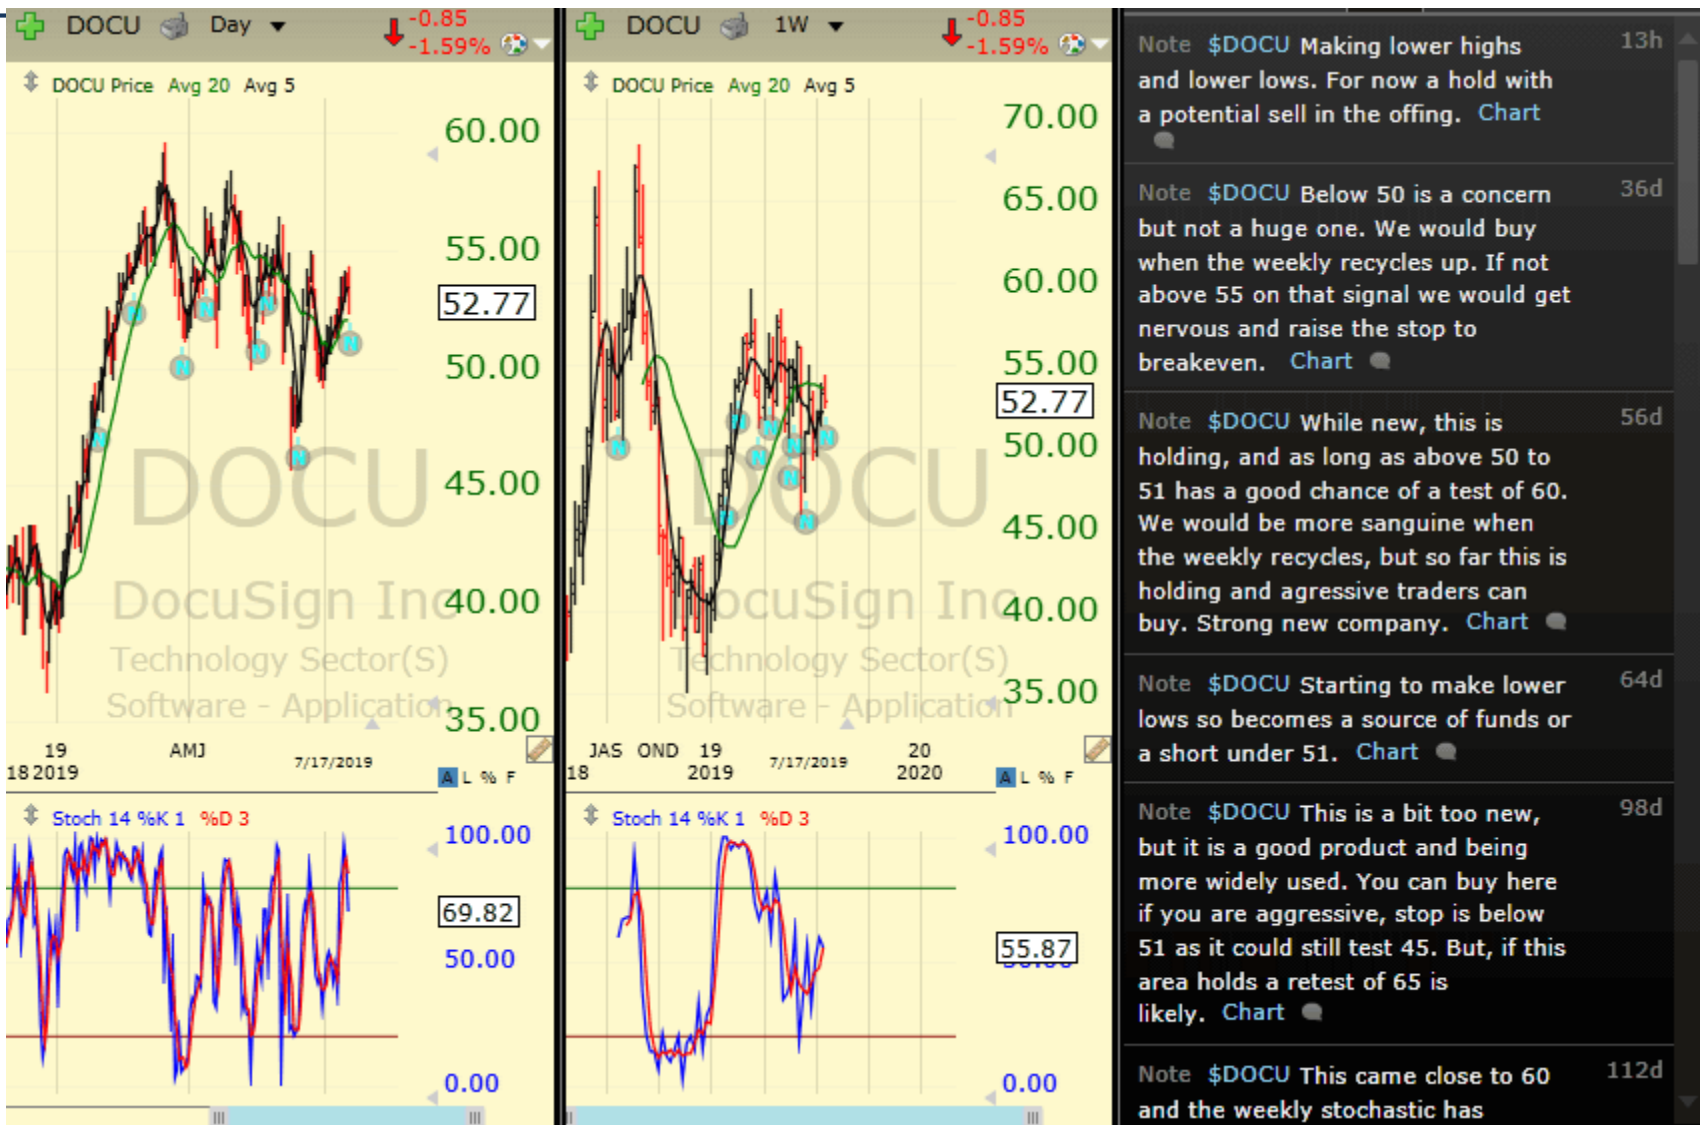 DOCU Day -0.85
-1.59%
DOCU Price Avg 20 Avg 5
60.00
55.00
52.77
50.00
45.00
40.00
35.00
DOCU
DocuSign Inc
Technology Sector(S)
Software - Application
N
N
N
N
N
N
N
N
19 AMJ
18 2019 7/17/2019
A L % F
Stoch 14 %K 1 %D 3
100.00
69.82
50.00
0.00
DOCU 1W -0.85
-1.59%
DOCU Price Avg 20 Avg 5
70.00
65.00
60.00
55.00
52.77
50.00
45.00
40.00
35.00
DOCU
DocuSign Inc
Technology Sector(S)
Software - Application
N
N
N
N
N
N
N
N
N
JAS OND 19 20
18 2019 7/17/2019 2020
A L % F
Stoch 14 %K 1 %D 3
100.00
55.87
0.00
Note $DOCU Making lower highs 13h
and lower lows. For now a hold with
a potential sell in the offing. Chart
Note $DOCU Below 50 is a concern 36d
but not a huge one. We would buy
when the weekly recycles up. If not
above 55 on that signal we would get
nervous and raise the stop to
breakeven. Chart
Note $DOCU While new, this is 56d
holding, and as long as above 50 to
51 has a good chance of a test of 60.
We would be more sanguine when
the weekly recycles, but so far this is
holding and agressive traders can
buy. Strong new company. Chart
Note $DOCU Starting to make lower 64d
lows so becomes a source of funds or
a short under 51. Chart
Note $DOCU This is a bit too new, 98d
but it is a good product and being
more widely used. You can buy here
if you are aggressive, stop is below
51 as it could still test 45. But, if this
area holds a retest of 65 is
likely. Chart
Note $DOCU This came close to 60 112d
and the weekly stochastic has